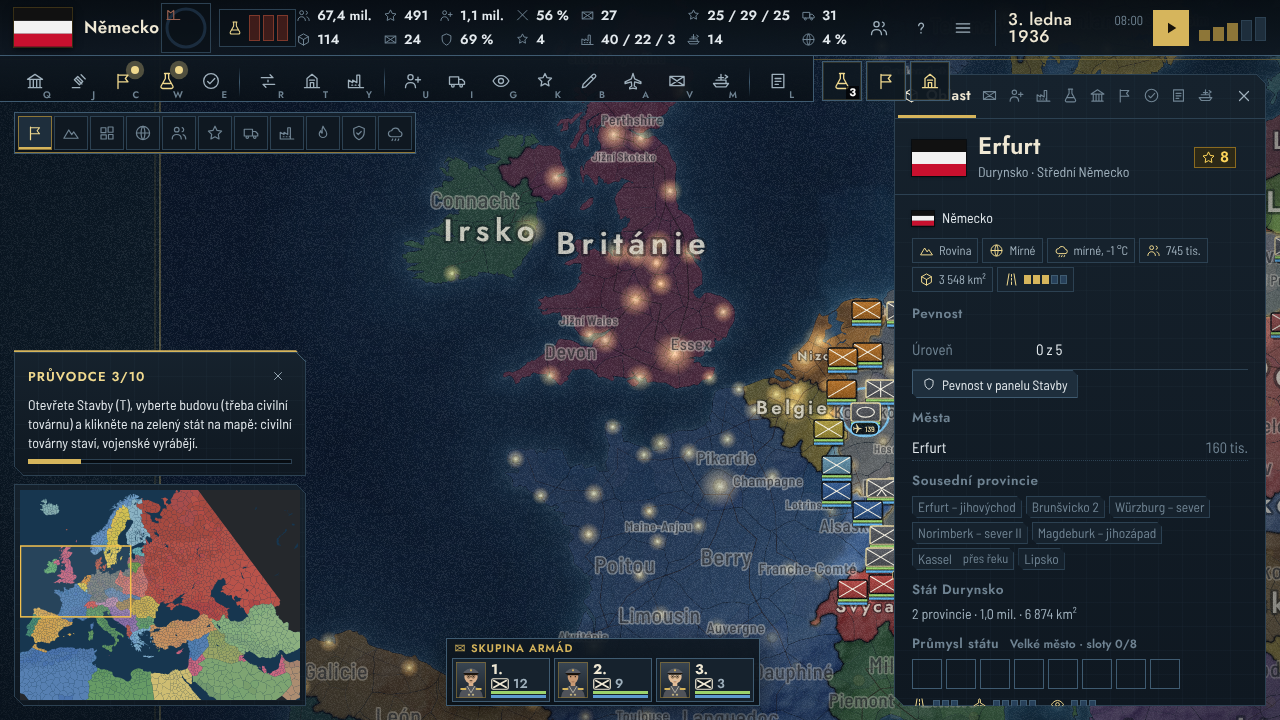 Německo
67,4 mil.
491
1,1 mil.
56 %
27
25 / 29 / 25
31
114
24
69 %
4
40 / 22 / 3
14
4 %
?
3. ledna
1936
08:00
Q
J
C
W
E
R
T
Y
U
I
G
K
B
A
V
M
L
3
Erfurt
Durynsko · Střední Německo
8
Německo
Rovina
Mírné
mírné, -1 °C
745 tis.
3 548 km²
Pevnost
Úroveň
0 z 5
Pevnost v panelu Stavby
Města
Erfurt
160 tis.
Sousední provincie
Erfurt – jihovýchod
Brunšvicko 2
Würzburg – sever
Norimberk – sever II
Magdeburk – jihozápad
Kassel přes řeku
Lipsko
Stát Durynsko
2 provincie · 1,0 mil. · 6 874 km²
Průmysl státu
Velké město · sloty 0/8
PRŮVODCE 3/10
Otevřete Stavby (T), vyberte budovu (třeba civilní
továrnu) a klikněte na zelený stát na mapě: civilní
továrny staví, vojenské vyrábějí.
Perthshire
Jižní Skotsko
Connacht
Irsko
Británie
Jižní Wales
Devon
Essex
Belgie
139
Pikardie
Champagne
Maine-Anjou
Poitou
Berry
Franche-Comté
Limousin
Auvergne
Galicie
León
Toulouse
SKUPINA ARMÁD
1.
12
2.
9
3.
3